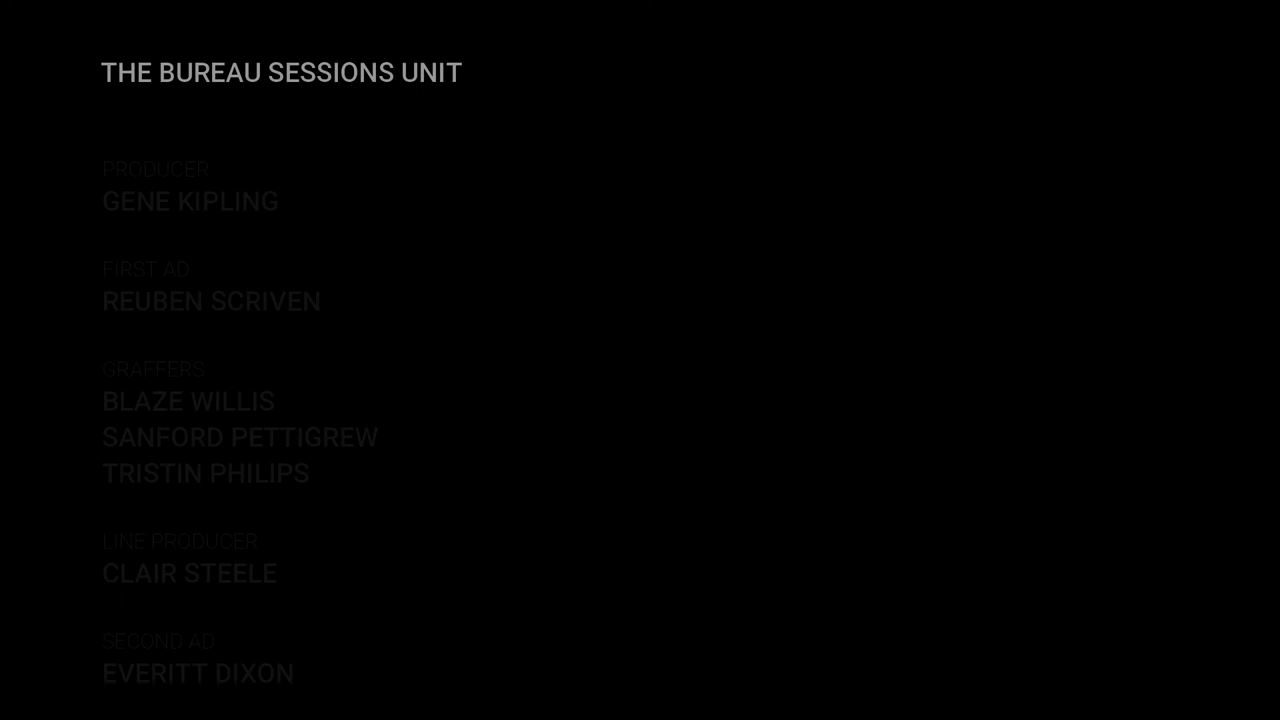 THE BUREAU SESSIONS UNIT
PRODUCER
GENE KIPLING
FIRST AD
REUBEN SCRIVEN
GRAFFERS
BLAZE WILLIS
SANFORD PETTIGREW
TRISTIN PHILIPS
LINE PRODUCER
CLAIR STEELE
SECOND AD
EVERITT DIXON